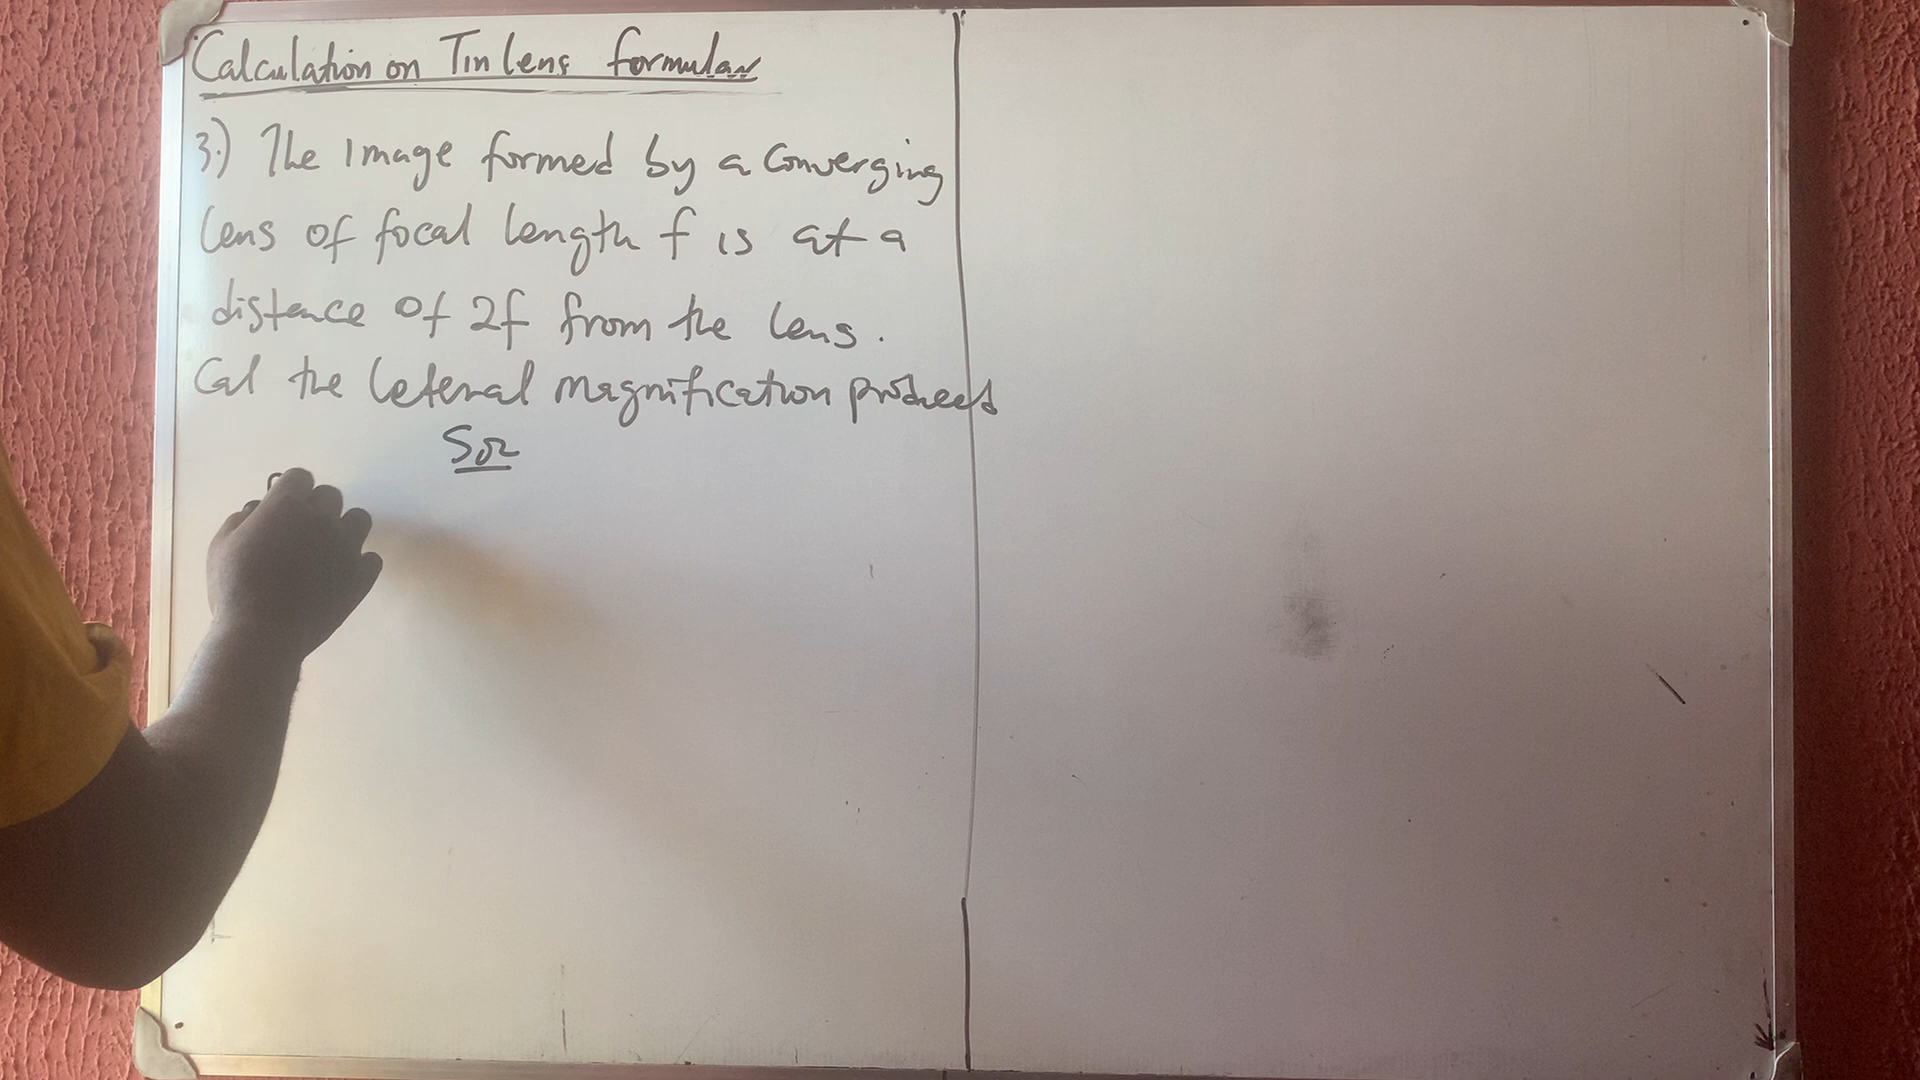 Calculation on Tin lens formular
3.) The Image formed by a Converging
lens of focal length f is at a
distance of 2f from the lens.
Cal the lateral magnification produced
Sol